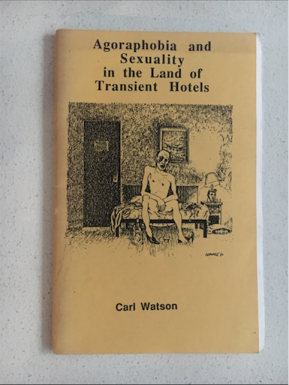 Agoraphobia and
Sexuality
in the Land of
Transient Hotels
Carl Watson